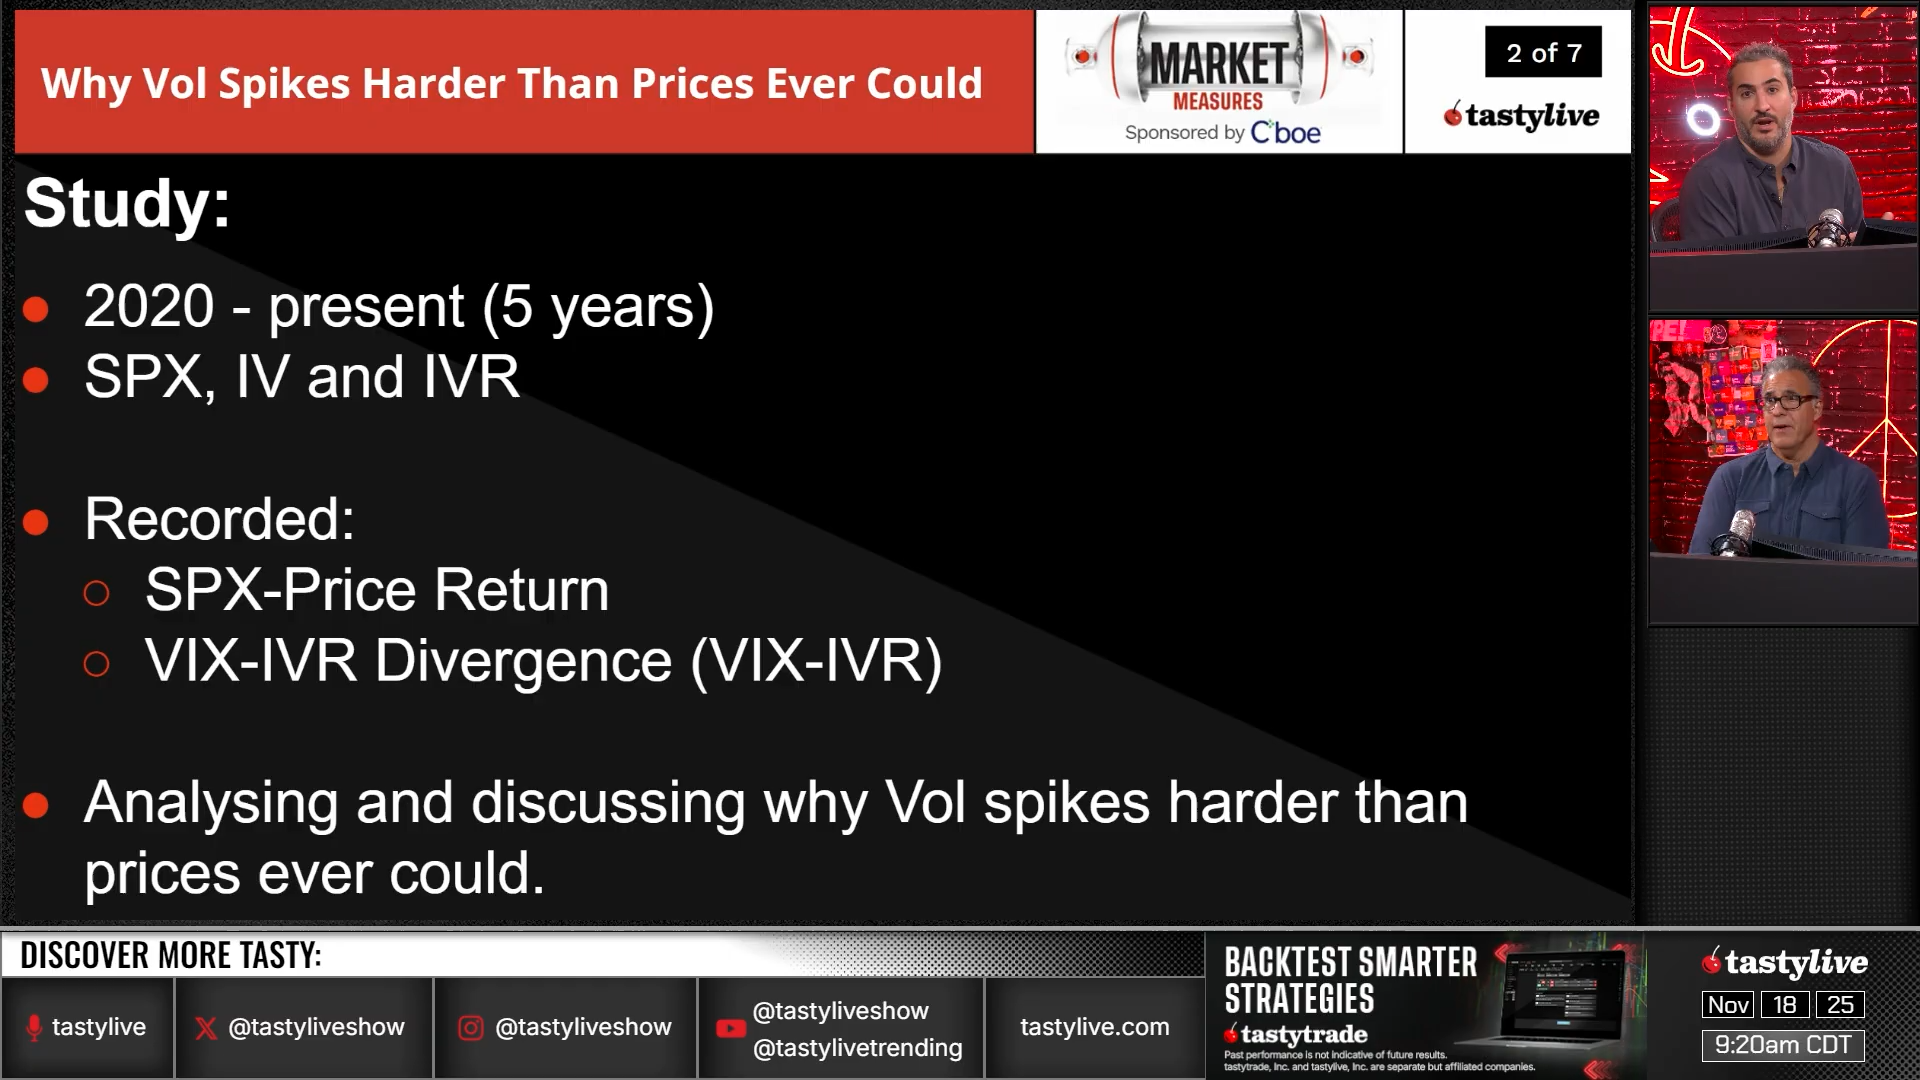 Why Vol Spikes Harder Than Prices Ever Could
MARKET
MEASURES
Sponsored by Cboe
2 of 7
tastylive
Study:
2020 - present (5 years)
SPX, IV and IVR
Recorded:
SPX-Price Return
VIX-IVR Divergence (VIX-IVR)
Analysing and discussing why Vol spikes harder than
prices ever could.
DISCOVER MORE TASTY:
tastylive
@tastyliveshow
@tastyliveshow
@tastyliveshow
@tastylivetrending
tastylive.com
BACKTEST SMARTER
STRATEGIES
tastytrade
Past performance is not indicative of future results.
tastytrade, Inc. and tastylive, Inc. are separate but affiliated companies.
tastylive
Nov 18 25
9:20am CDT